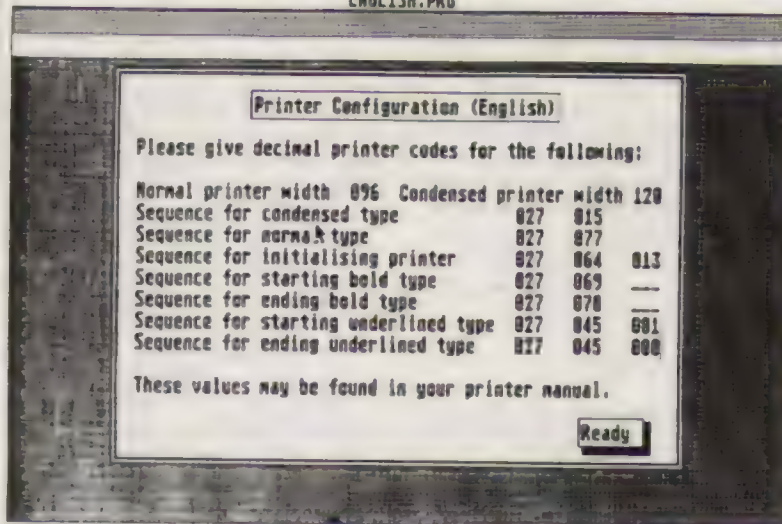 ENGLISH.PRG
Printer Configuration (English)
Please give decimal printer codes for the following:
Normal printer width 096 Condensed printer width 120
Sequence for condensed type 027 015
Sequence for normal type 027 077
Sequence for initialising printer 027 064 013
Sequence for starting bold type 027 069 ___
Sequence for ending bold type 027 070 ___
Sequence for starting underlined type 027 045 001
Sequence for ending underlined type 027 045 000
These values may be found in your printer manual.
Ready